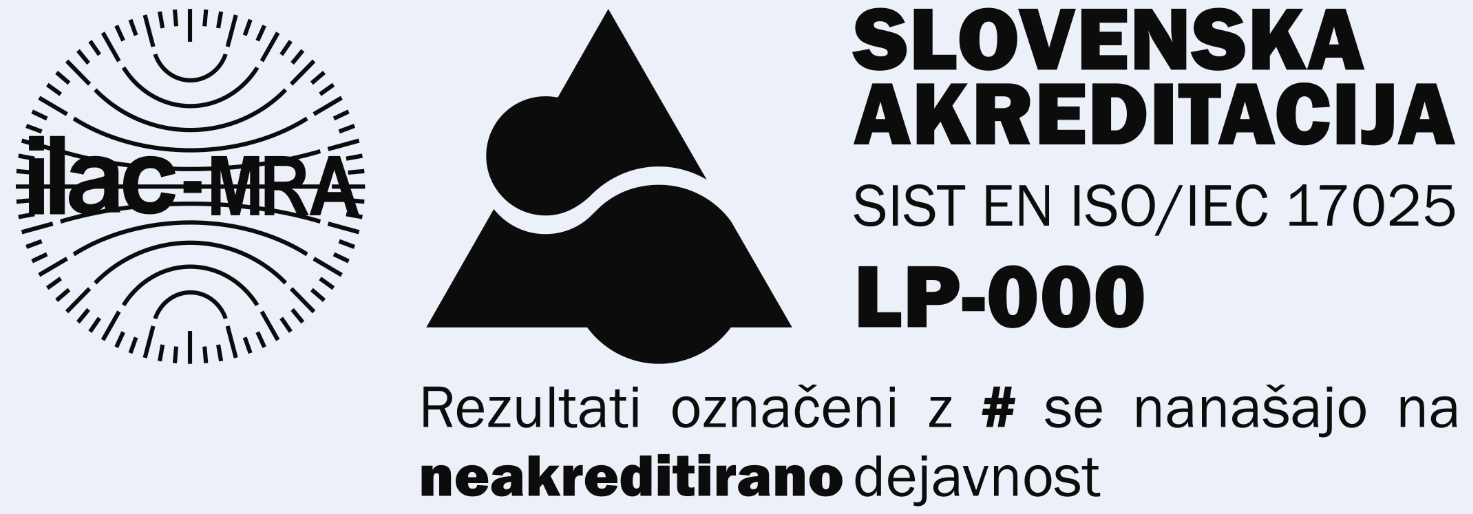 ilac-MRA
SLOVENSKA
AKREDITACIJA
SIST EN ISO/IEC 17025
LP-000
Rezultati označeni z # se nanašajo na
neakreditirano dejavnost